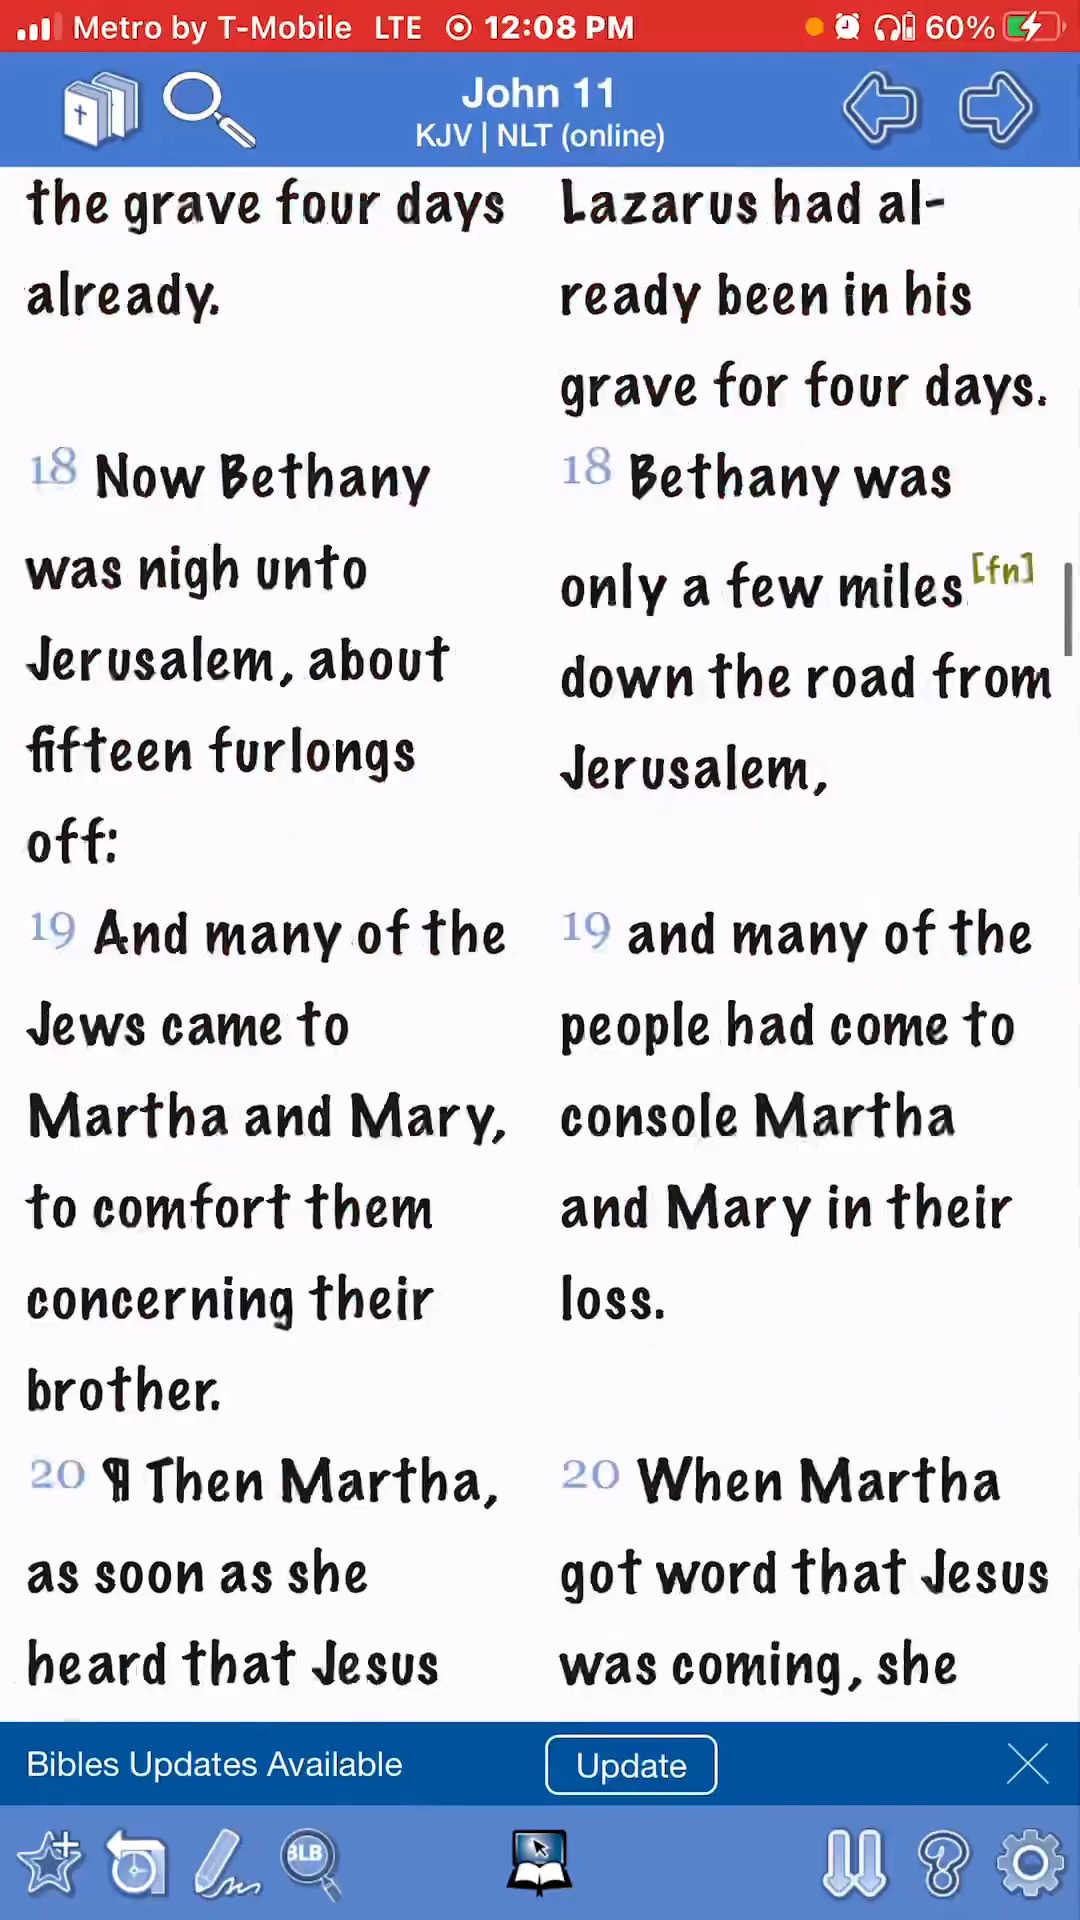 Metro by T-Mobile LTE 12:08 PM 60%
John 11
KJV | NLT (online)
the grave four days
already.
18 Now Bethany
was nigh unto
Jerusalem, about
fifteen furlongs
off:
19 And many of the
Jews came to
Martha and Mary,
to comfort them
concerning their
brother.
20 ¶ Then Martha,
as soon as she
heard that Jesus
Lazarus had al-
ready been in his
grave for four days.
18 Bethany was
only a few miles [fn]
down the road from
Jerusalem,
19 and many of the
people had come to
console Martha
and Mary in their
loss.
20 When Martha
got word that Jesus
was coming, she
Bibles Updates Available Update
BLB